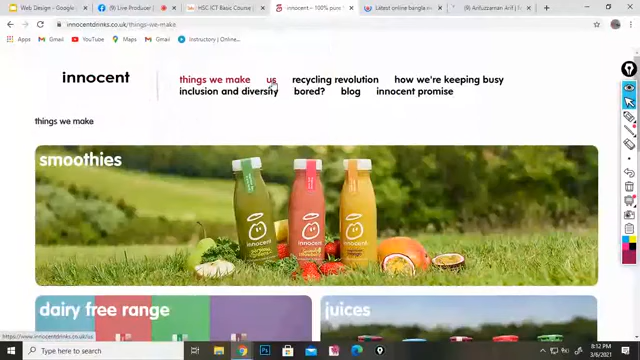 Web Design - Google
(8) Live Producer |
HSC ICT Basic Course
innocent – 100% pure
Latest online bangla
Arifuzzaman Arif |
innocentdrinks.co.uk/things-we-make
Apps
Gmail
YouTube
Maps
Gmail
Instructory | Onlin...
innocent
things we make
us
recycling revolution
how we're keeping busy
inclusion and diversity
bored?
blog
innocent promise
things we make
smoothies
innocent
innocent
innocent
dairy free range
juices
https://www.innocentdrinks.co.uk/us
Type here to search
8:12 PM
3/6/2021